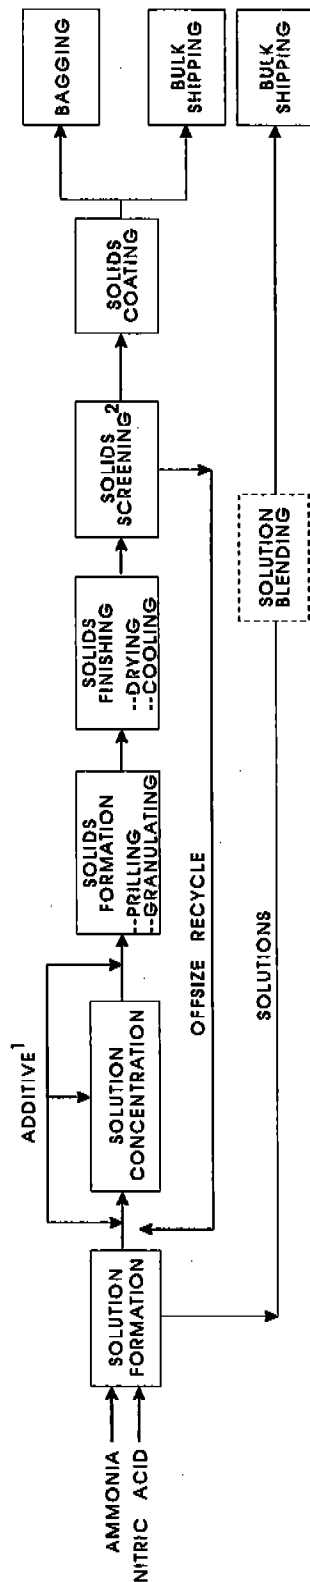 AMMONIA
NITRIC ACID
SOLUTION
FORMATION
ADDITIVE1
SOLUTION
CONCENTRATION
SOLIDS
FORMATION
--PRILLING
--GRANULATING
SOLIDS
FINISHING
--DRYING
--COOLING
SOLIDS
SCREENING2
SOLIDS
COATING
BAGGING
BULK
SHIPPING
OFFSIZE RECYCLE
SOLUTIONS
SOLUTION
BLENDING
BULK
SHIPPING